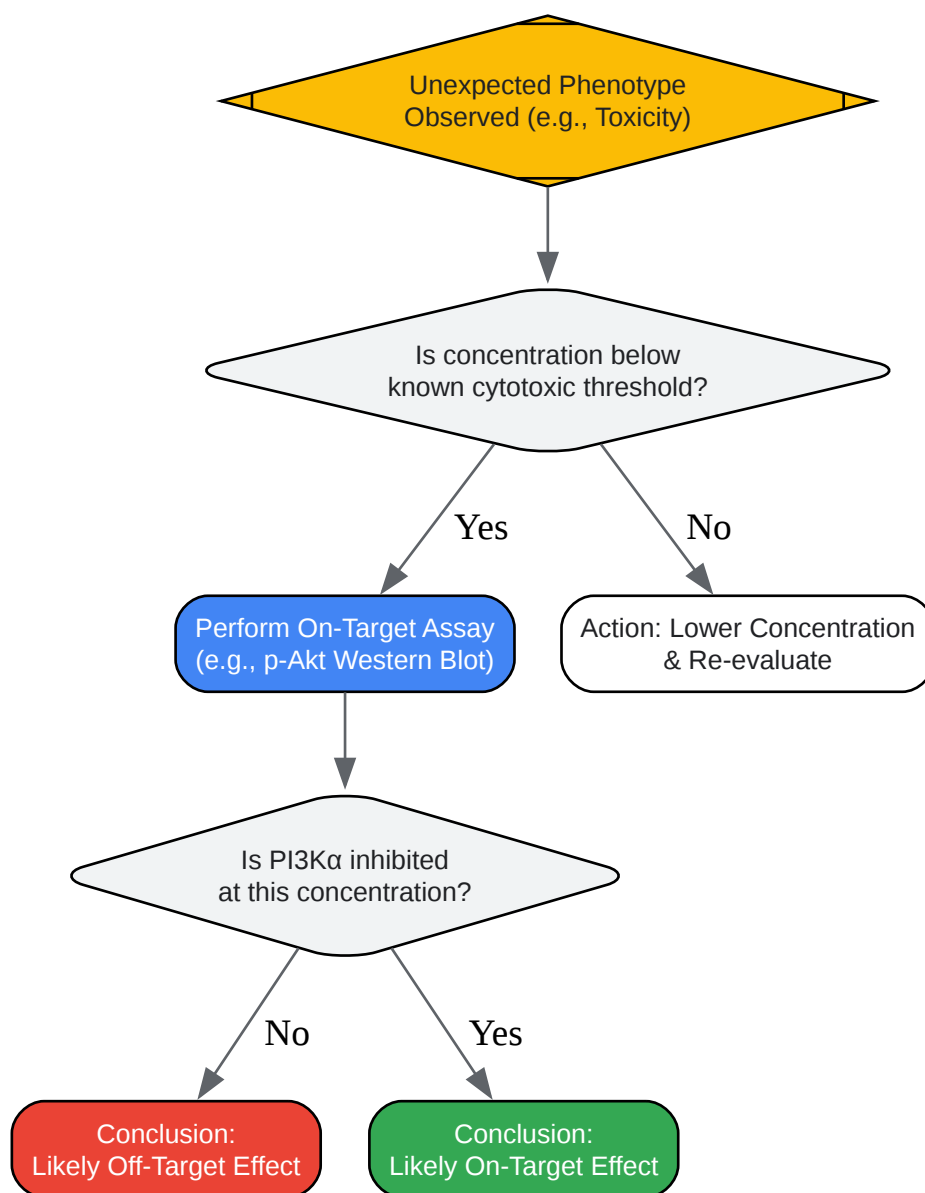 Unexpected Phenotype
Observed (e.g., Toxicity)
Is concentration below
known cytotoxic threshold?
Yes
No
Perform On-Target Assay
(e.g., p-Akt Western Blot)
Action: Lower Concentration
& Re-evaluate
Is PI3Kα inhibited
at this concentration?
No
Yes
Conclusion:
Likely Off-Target Effect
Conclusion:
Likely On-Target Effect